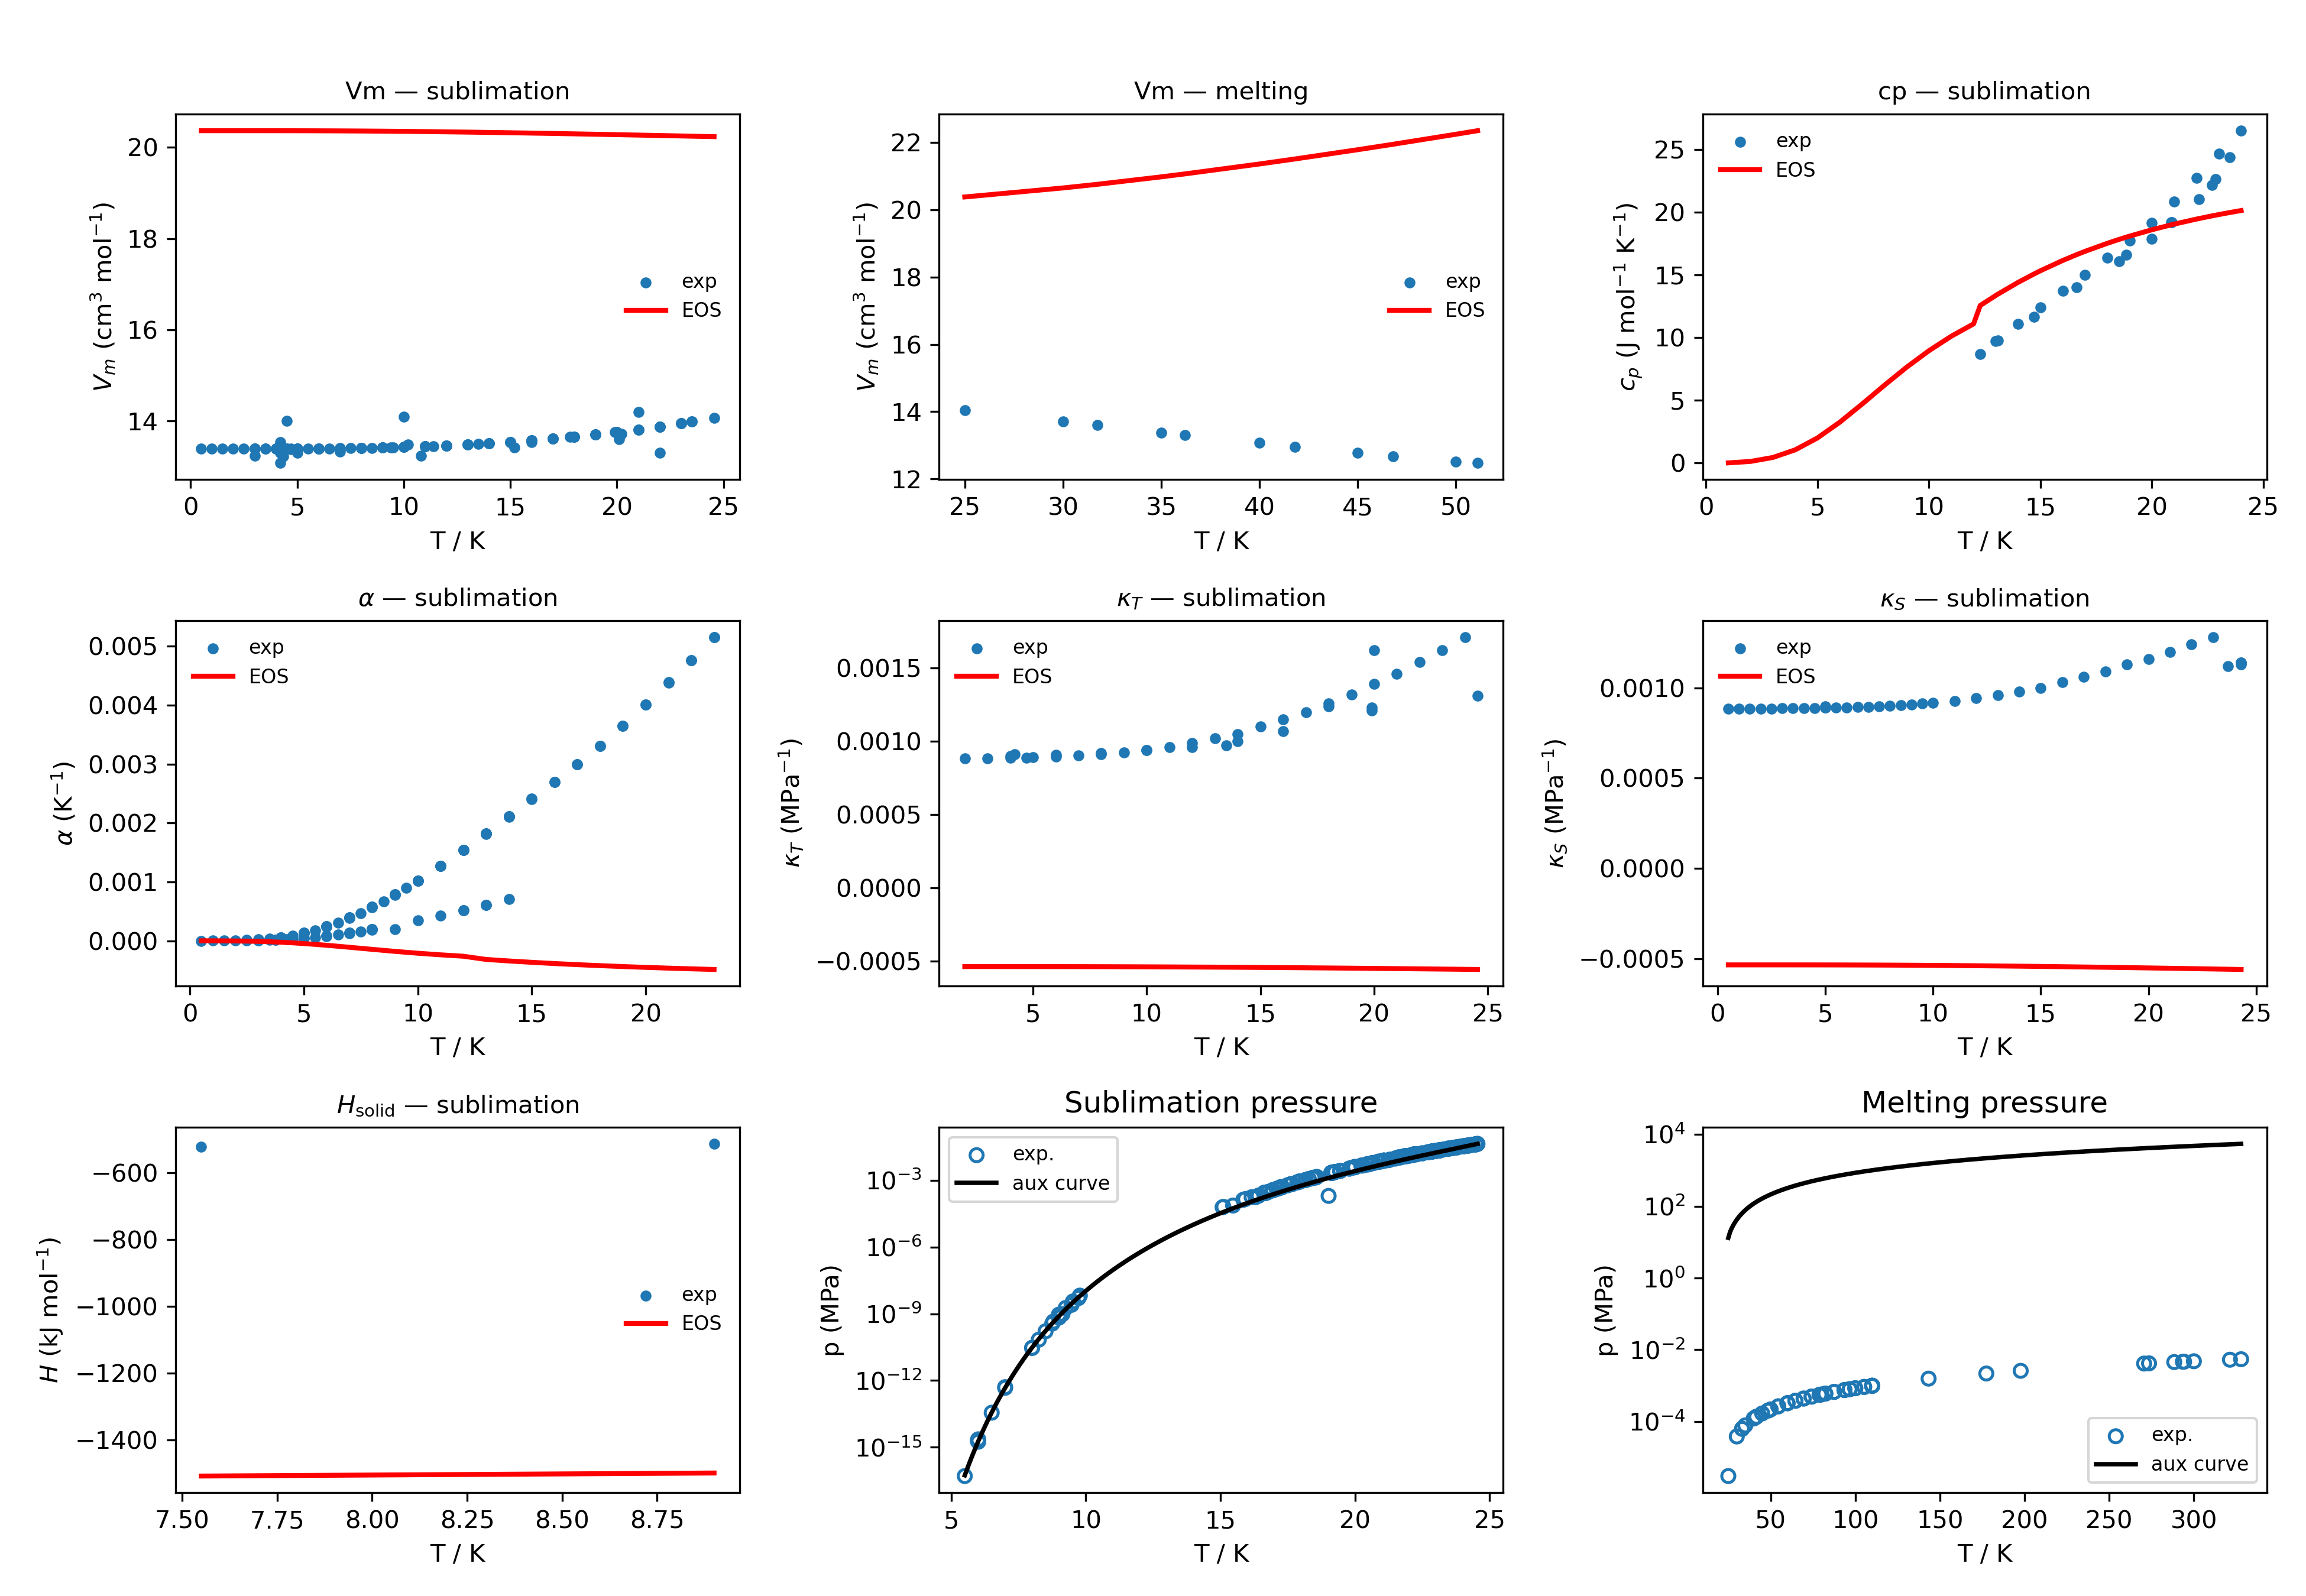 Vm — sublimation
20
18
16
14
0 5 10 15 20 25
T / K
V_m (cm³ mol⁻¹)
exp
EOS
Vm — melting
22
20
18
16
14
12
25 30 35 40 45 50
T / K
V_m (cm³ mol⁻¹)
exp
EOS
cp — sublimation
25
20
15
10
5
0
0 5 10 15 20 25
T / K
c_p (J mol⁻¹ K⁻¹)
exp
EOS
α — sublimation
0.005
0.004
0.003
0.002
0.001
0.000
0 5 10 15 20
T / K
α (K⁻¹)
exp
EOS
κ_T — sublimation
0.0015
0.0010
0.0005
0.0000
−0.0005
5 10 15 20 25
T / K
κ_T (MPa⁻¹)
exp
EOS
κ_S — sublimation
0.0010
0.0005
0.0000
−0.0005
0 5 10 15 20 25
T / K
κ_S (MPa⁻¹)
exp
EOS
H_solid — sublimation
−600
−800
−1000
−1200
−1400
7.50 7.75 8.00 8.25 8.50 8.75
T / K
H (kJ mol⁻¹)
exp
EOS
Sublimation pressure
10⁻³
10⁻⁶
10⁻⁹
10⁻¹²
10⁻¹⁵
5 10 15 20 25
T / K
p (MPa)
exp.
aux curve
Melting pressure
10⁴
10²
10⁰
10⁻²
10⁻⁴
50 100 150 200 250 300
T / K
p (MPa)
exp.
aux curve